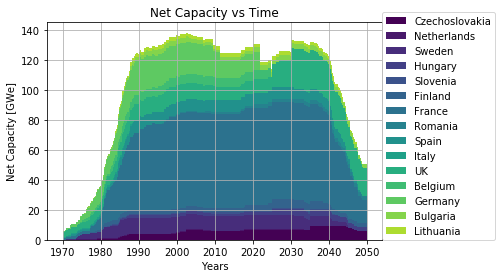 Net Capacity vs Time
Net Capacity [GWe]
140
120
100
80
60
40
20
0
1970 1980 1990 2000 2010 2020 2030 2040 2050
Years
Czechoslovakia
Netherlands
Sweden
Hungary
Slovenia
Finland
France
Romania
Spain
Italy
UK
Belgium
Germany
Bulgaria
Lithuania